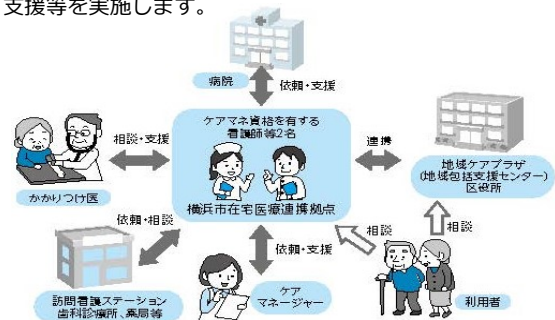 支援等を実施します。
病院
依頼・支援
ケアマネ資格を有する
看護師等2名
相談・支援
連携
かかりつけ医
横浜市在宅医療連携拠点
地域ケアプラザ
(地域包括支援センター)
区役所
依頼・相談
依頼・支援
相談
相談
訪問看護ステーション
歯科診療所、薬局等
ケア
マネージャー
利用者